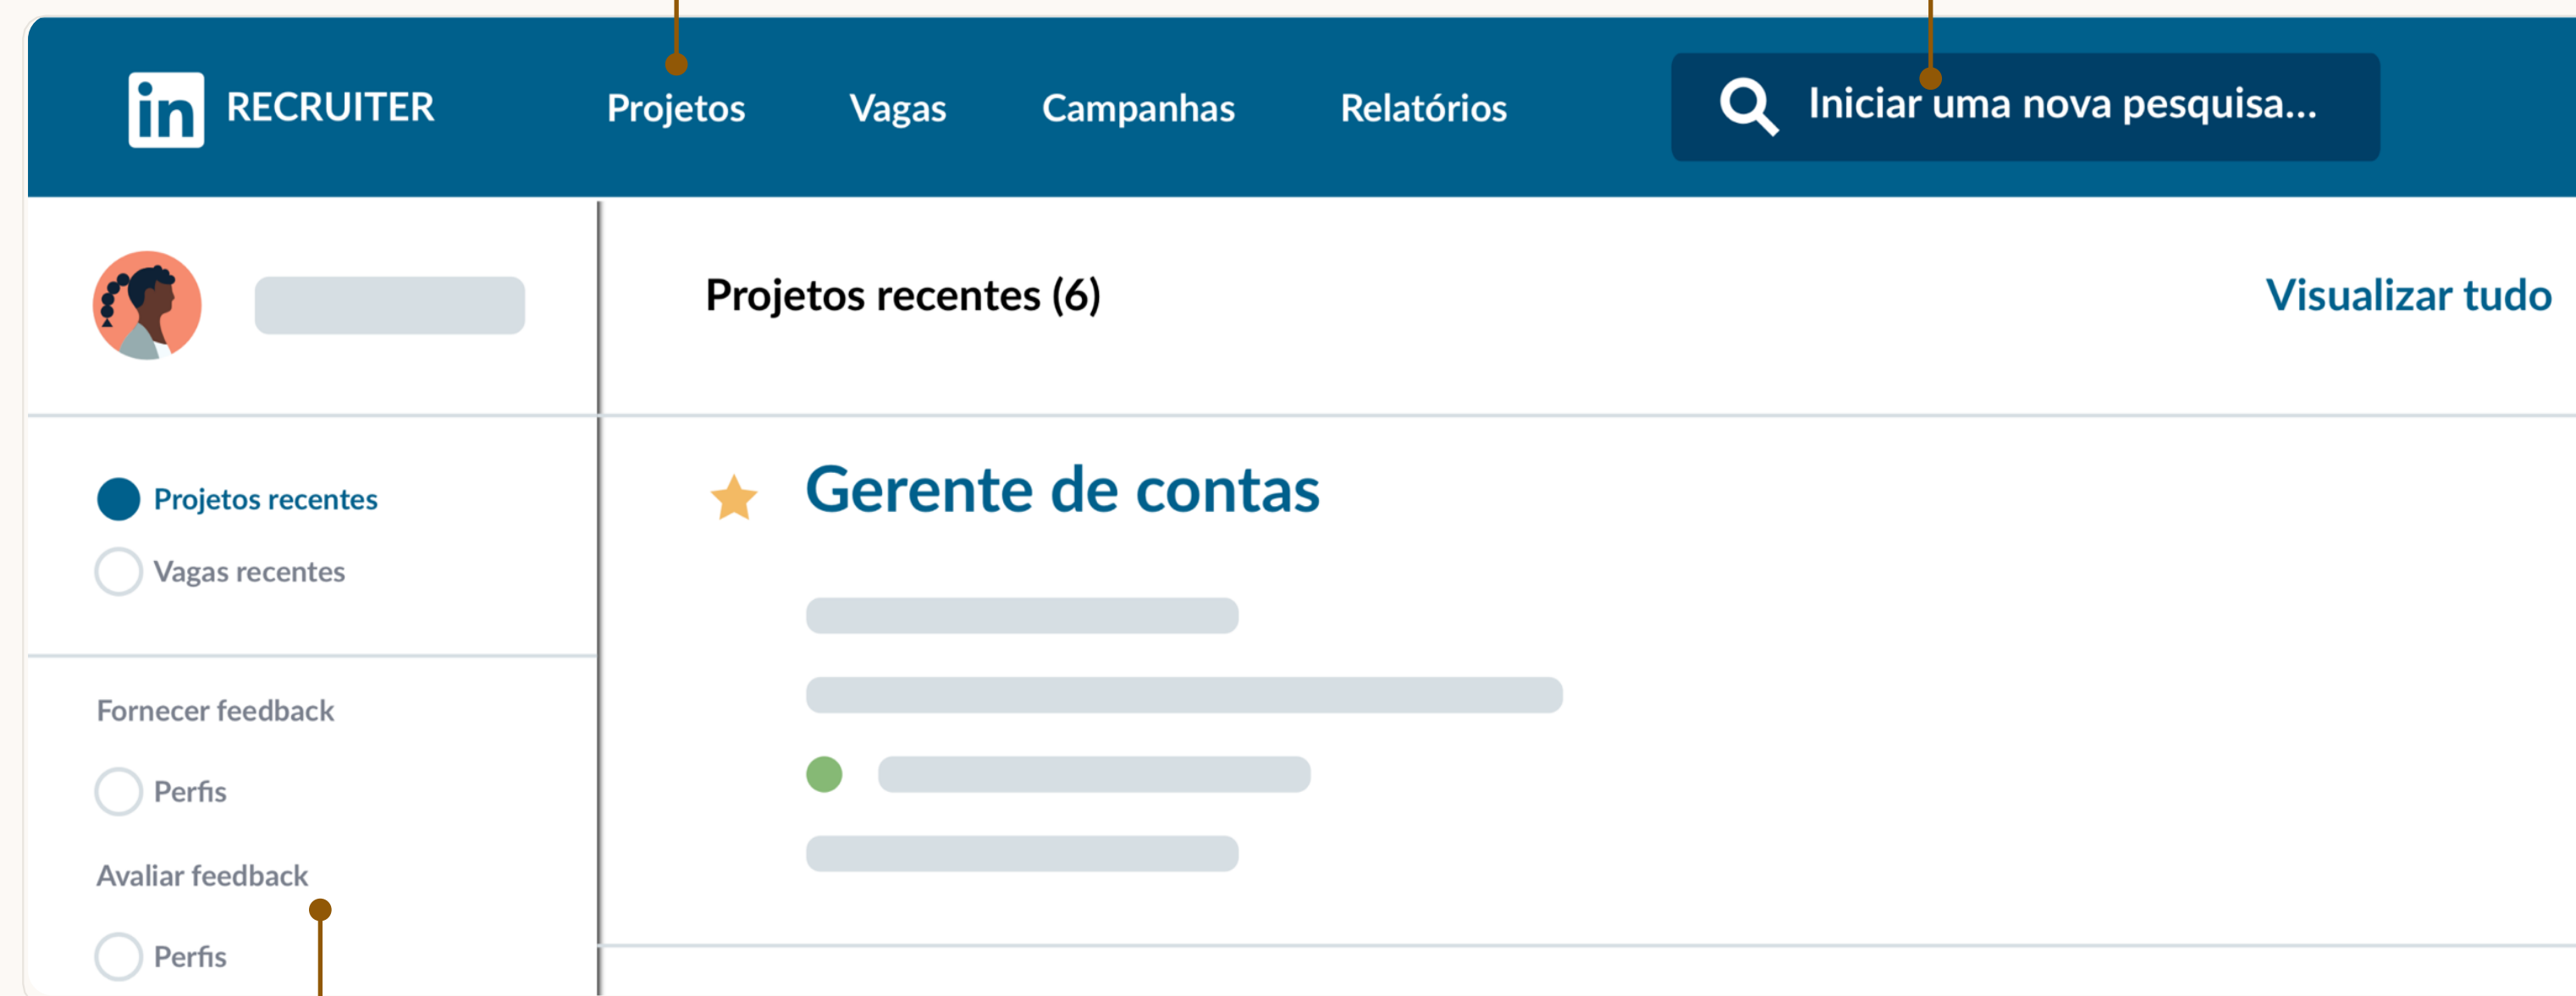 in RECRUITER
Projetos
Vagas
Campanhas
Relatórios
Iniciar uma nova pesquisa...
Projetos recentes (6)
Visualizar tudo
Projetos recentes
Vagas recentes
Fornecer feedback
Perfis
Avaliar feedback
Perfis
Gerente de contas